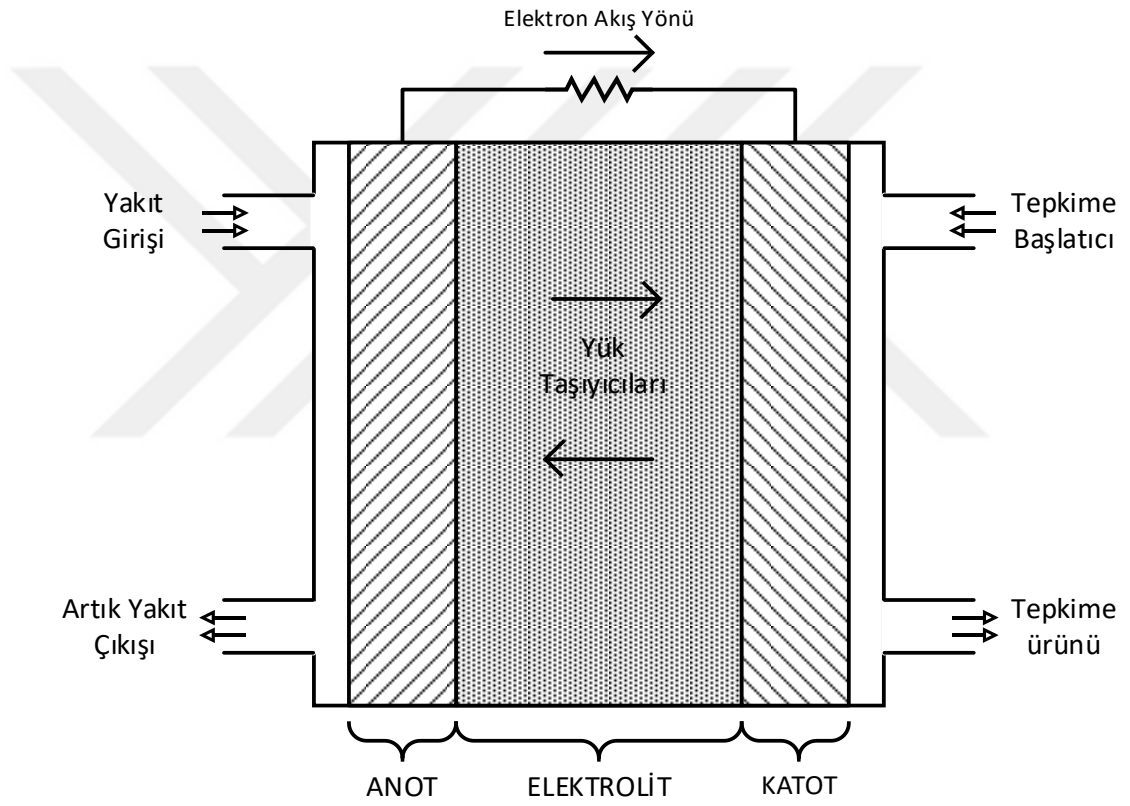 Elektron Akış Yönü
Yakıt
Girişi
Tepkime
Başlatıcı
Yük
Taşıyıcıları
Artık Yakıt
Çıkışı
Tepkime
ürünü
ANOT
ELEKTROLİT
KATOT